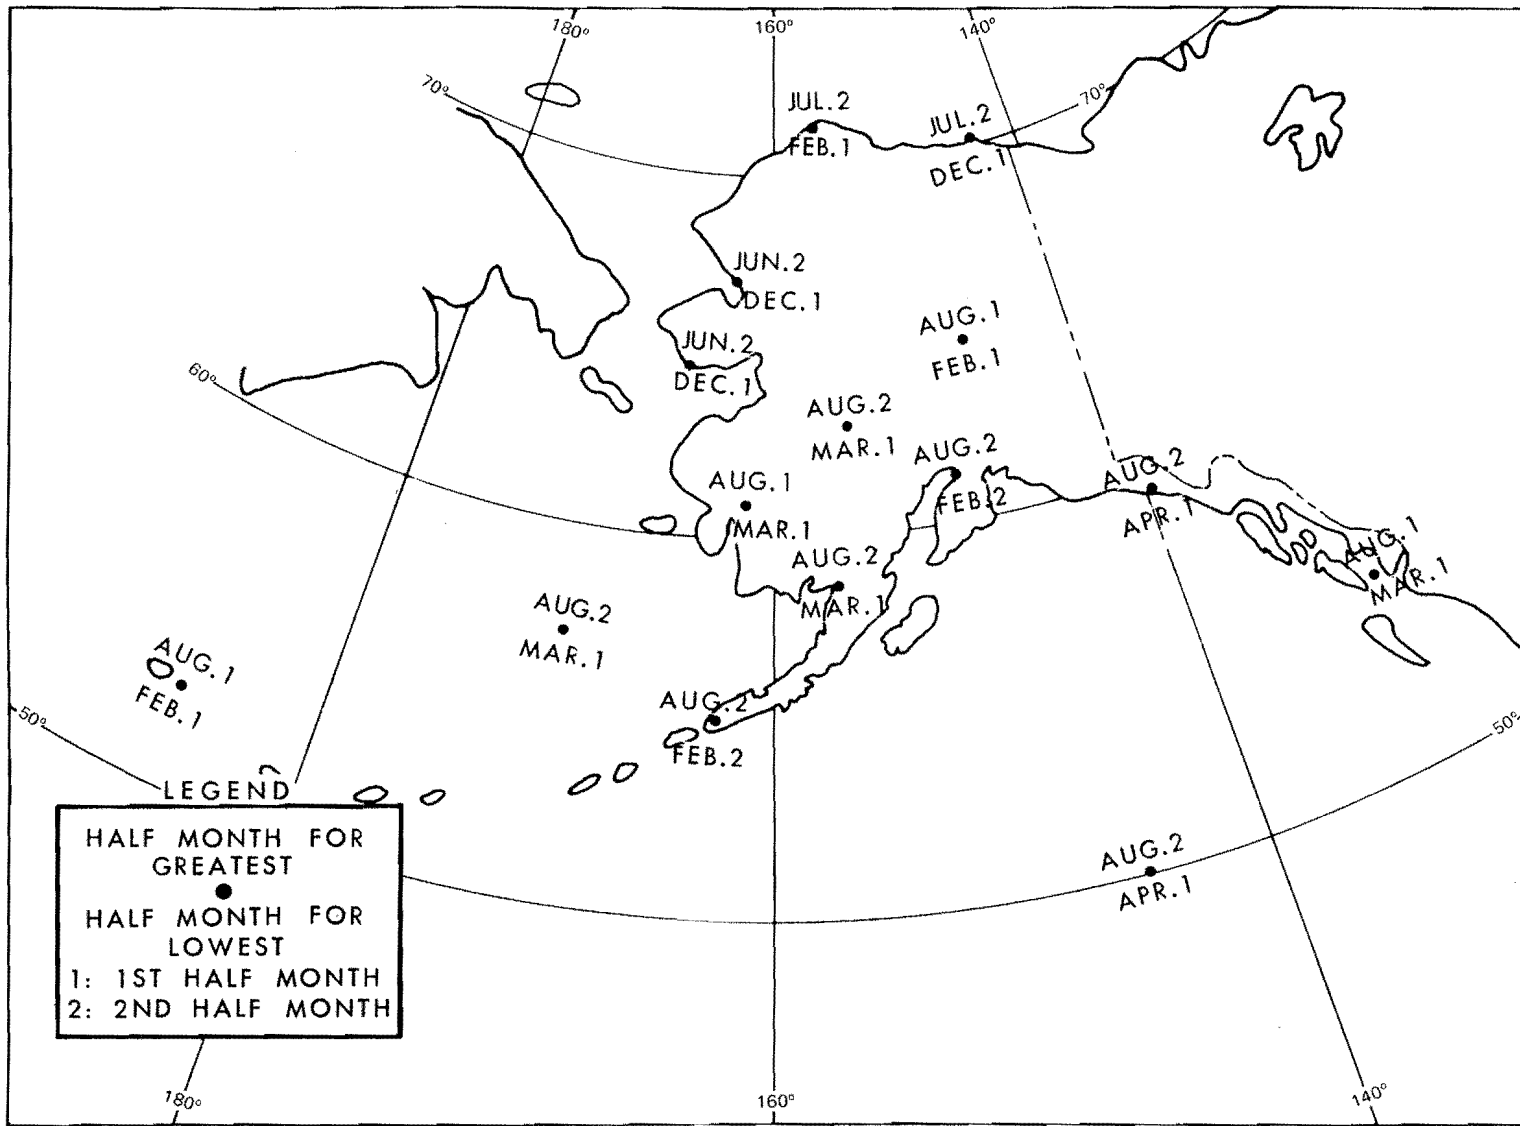 180°
160°
140°
70°
70°
JUL.2
FEB.1
JUL.2
DEC.1
JUN.2
DEC.1
JUN.2
DEC.1
AUG.1
FEB.1
60°
AUG.2
MAR.1
AUG.2
FEB.2
AUG.2
APR.1
AUG.1
MAR.1
AUG.2
MAR.1
AUG.1
MAR.1
AUG.2
MAR.1
AUG.1
FEB.1
AUG.2
FEB.2
50°
50°
AUG.2
APR.1
LEGEND
HALF MONTH FOR
GREATEST
HALF MONTH FOR
LOWEST
1: 1ST HALF MONTH
2: 2ND HALF MONTH
180°
160°
140°